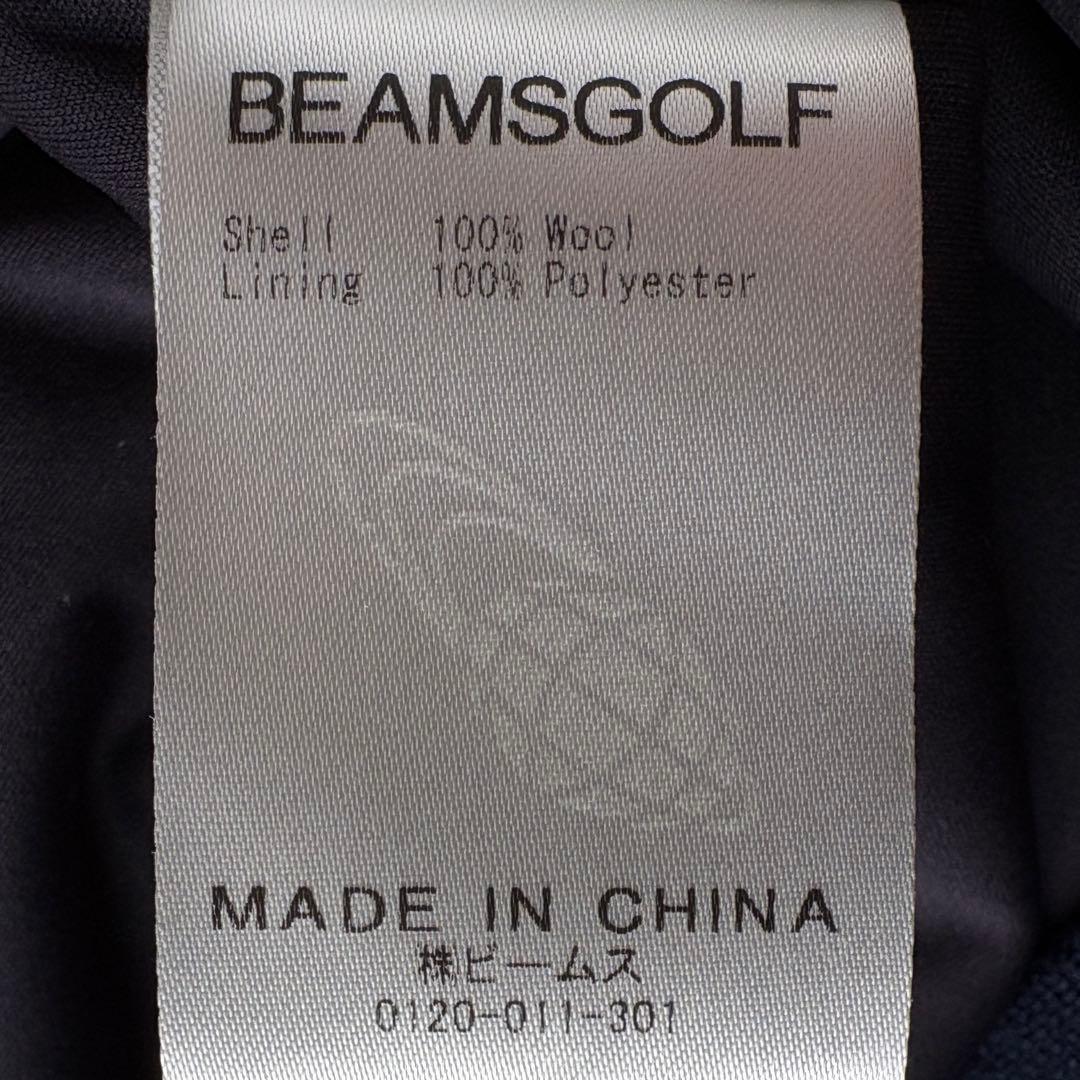 BEAMSGOLF
Shell 100% Wool
Lining 100% Polyester
MADE IN CHINA
株ビームス
0120-011-301